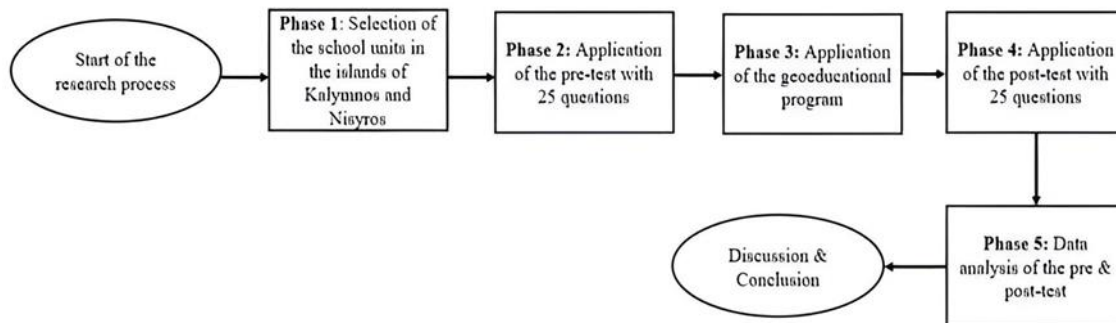 Start of the
research process
Phase 1: Selection of
the school units in
the islands of
Kalymnos and
Nisyros
Phase 2: Application
of the pre-test with
25 questions
Phase 3: Application
of the geoeducational
program
Phase 4: Application
of the post-test with
25 questions
Phase 5: Data
analysis of the pre &
post-test
Discussion &
Conclusion